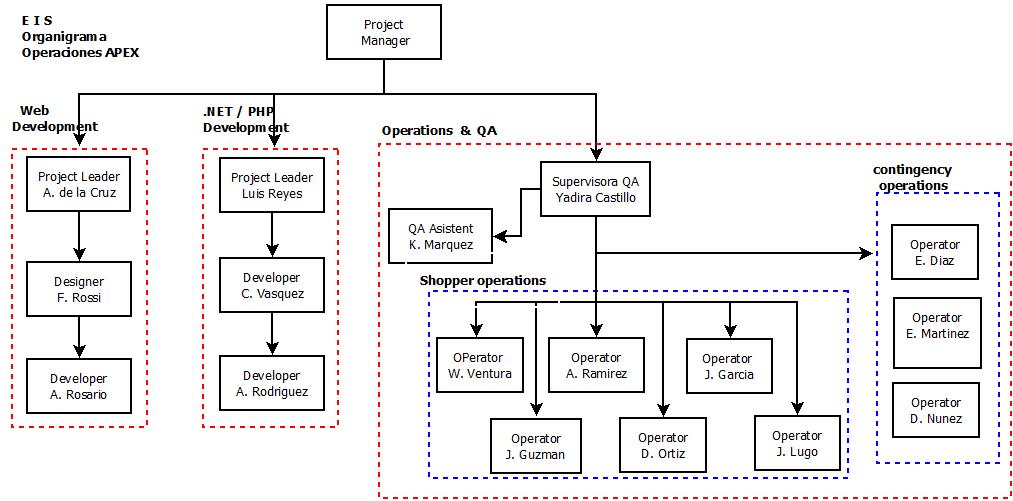 E I S
Organigrama
Operaciones APEX
Project
Manager
Web
Development
.NET / PHP
Development
Operations & QA
Project Leader
A. de la Cruz
Designer
F. Rossi
Developer
A. Rosario
Project Leader
Luis Reyes
Developer
C. Vasquez
Developer
A. Rodriguez
Supervisora QA
Yadira Castillo
QA Asistent
K. Marquez
Shopper operations
OPerator
W. Ventura
Operator
A. Ramirez
Operator
J. Garcia
Operator
J. Guzman
Operator
D. Ortiz
Operator
J. Lugo
contingency
operations
Operator
E. Diaz
Operator
E. Martinez
Operator
D. Nunez